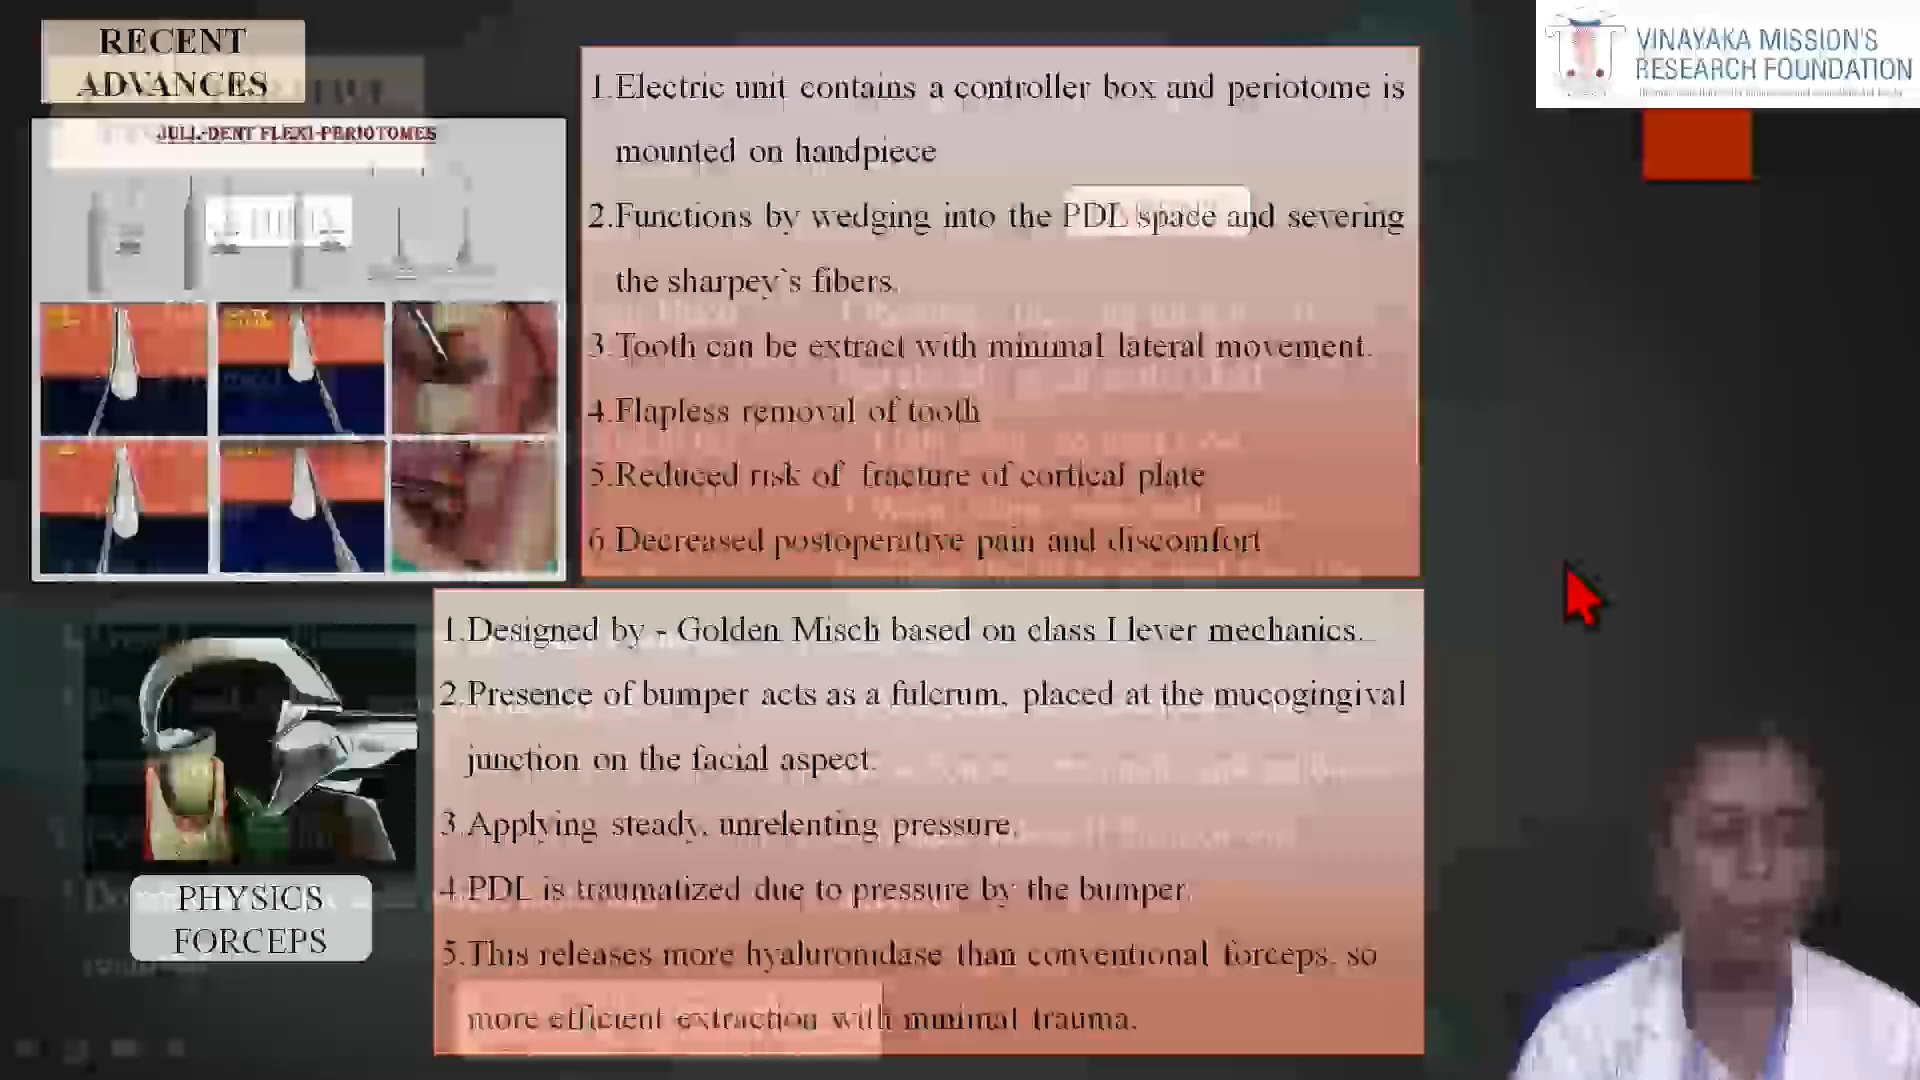 RECENT
ADVANCES
JULL-DENT FLEXI-PERIOTOMES
1.Electric unit contains a controller box and periotome is
mounted on handpiece
2.Functions by wedging into the PDL space and severing
the sharpey`s fibers.
3.Tooth can be extract with minimal lateral movement.
4.Flapless removal of tooth
5.Reduced risk of fracture of cortical plate
6.Decreased postoperative pain and discomfort
PHYSICS
FORCEPS
1.Designed by - Golden Misch based on class I lever mechanics.
2.Presence of bumper acts as a fulcrum, placed at the mucogingival
junction on the facial aspect.
3.Applying steady, unrelenting pressure.
4.PDL is traumatized due to pressure by the bumper.
5.This releases more hyaluronidase than conventional forceps, so
more efficient extraction with minimal trauma.
VINAYAKA MISSION'S
RESEARCH FOUNDATION